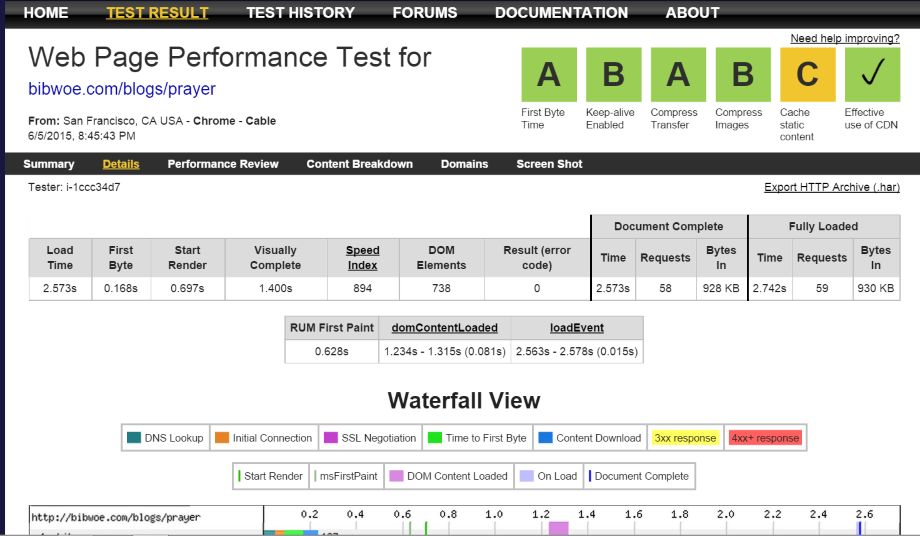 HOME TEST RESULT TEST HISTORY FORUMS DOCUMENTATION ABOUT
Need help improving?
Web Page Performance Test for
bibwoe.com/blogs/prayer
From: San Francisco, CA USA - Chrome - Cable
6/5/2015, 8:45:43 PM
A B A B C ✓
First Byte Time
Keep-alive Enabled
Compress Transfer
Compress Images
Cache static content
Effective use of CDN
Summary Details Performance Review Content Breakdown Domains Screen Shot
Tester: i-1ccc34d7
Export HTTP Archive (.har)
Document Complete Fully Loaded
Load Time First Byte Start Render Visually Complete Speed Index DOM Elements Result (error code) Time Requests Bytes In Time Requests Bytes In
2.573s 0.168s 0.697s 1.400s 894 738 0 2.573s 58 928 KB 2.742s 59 930 KB
RUM First Paint domContentLoaded loadEvent
0.628s 1.234s - 1.315s (0.081s) 2.563s - 2.578s (0.015s)
Waterfall View
DNS Lookup Initial Connection SSL Negotiation Time to First Byte Content Download 3xx response 4xx+ response
Start Render msFirstPaint DOM Content Loaded On Load Document Complete
http://bibwoe.com/blogs/prayer 0.2 0.4 0.6 0.8 1.0 1.2 1.4 1.6 1.8 2.0 2.2 2.4 2.6